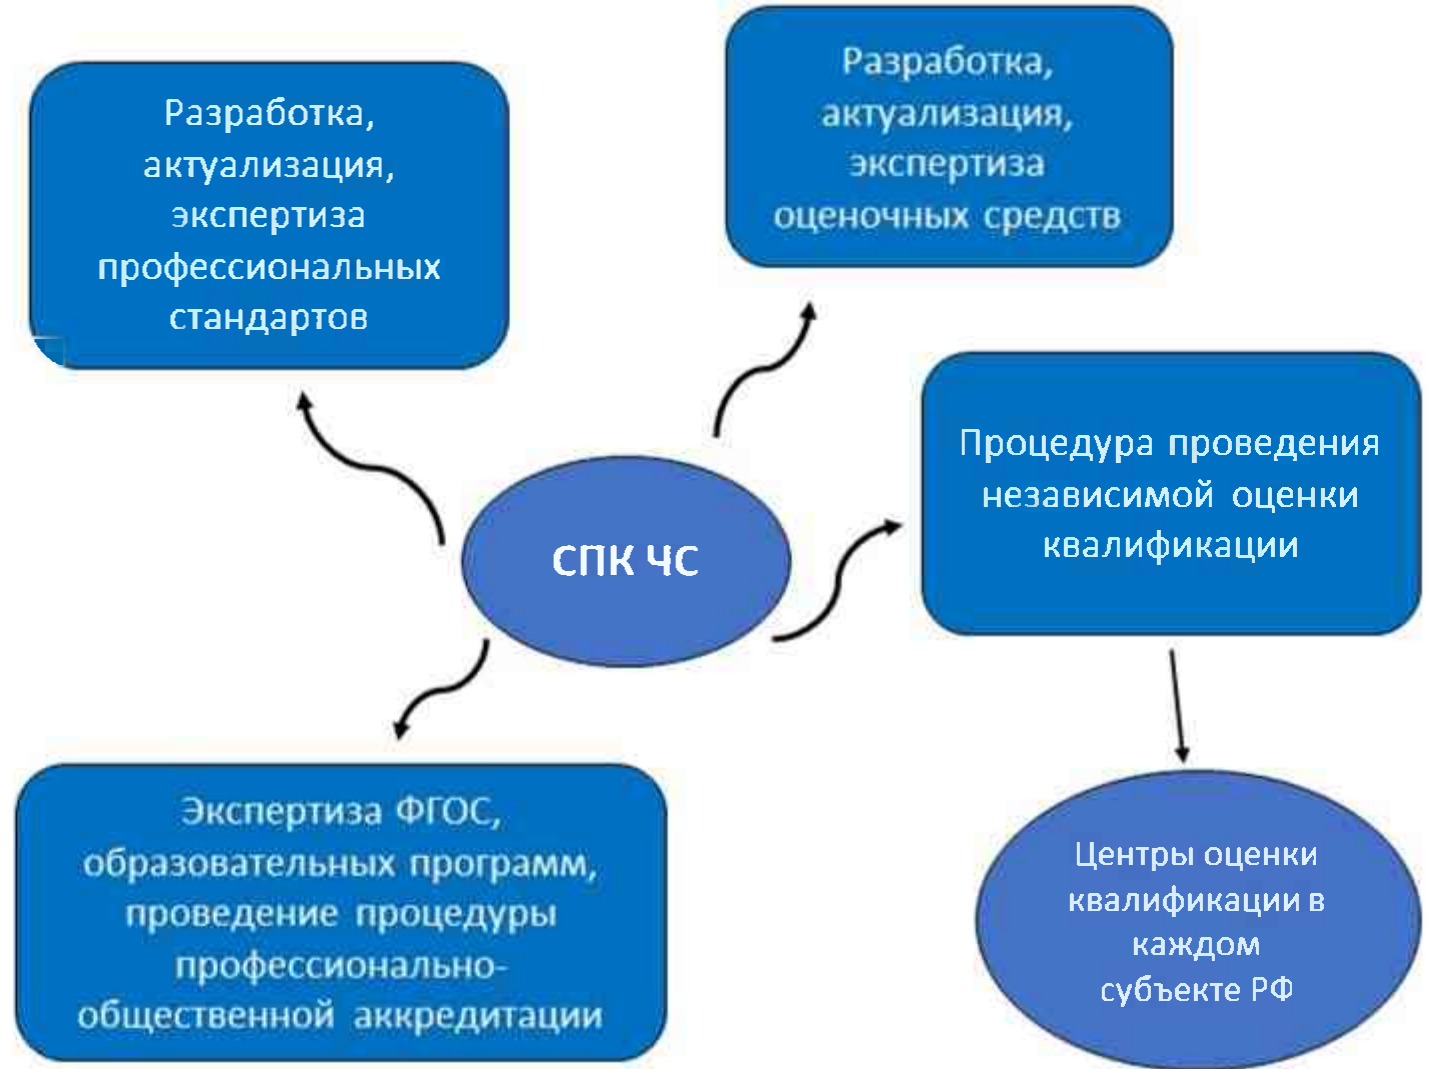 Разработка,
актуализация,
экспертиза
профессиональных
стандартов
Разработка,
актуализация,
экспертиза
оценочных средств
Процедура проведения
независимой оценки
квалификации
СПК ЧС
Экспертиза ФГОС,
образовательных программ,
проведение процедуры
профессионально-
общественной аккредитации
Центры оценки
квалификации в
каждом
субъекте РФ